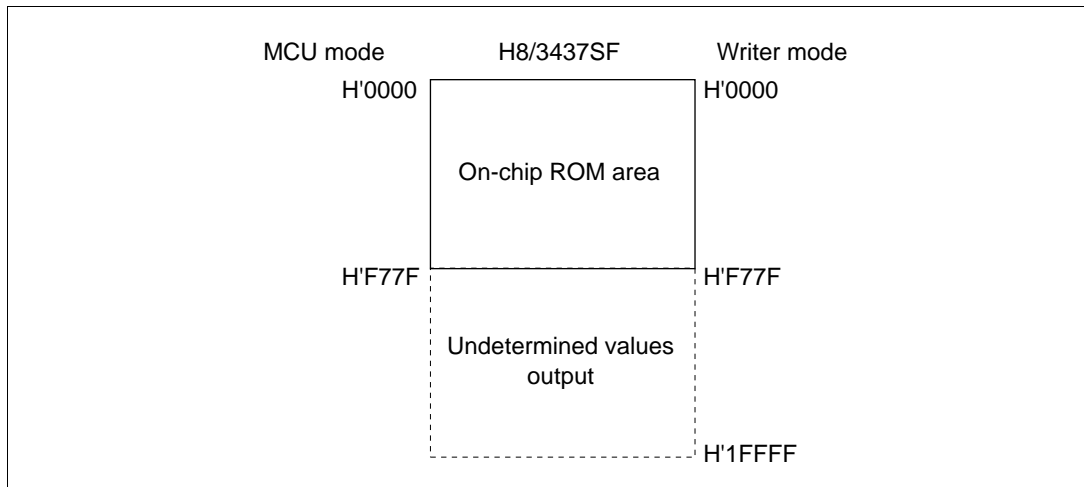 MCU mode H8/3437SF Writer mode
H'0000 H'0000
On-chip ROM area
H'F77F H'F77F
Undetermined values
output
H'1FFFF